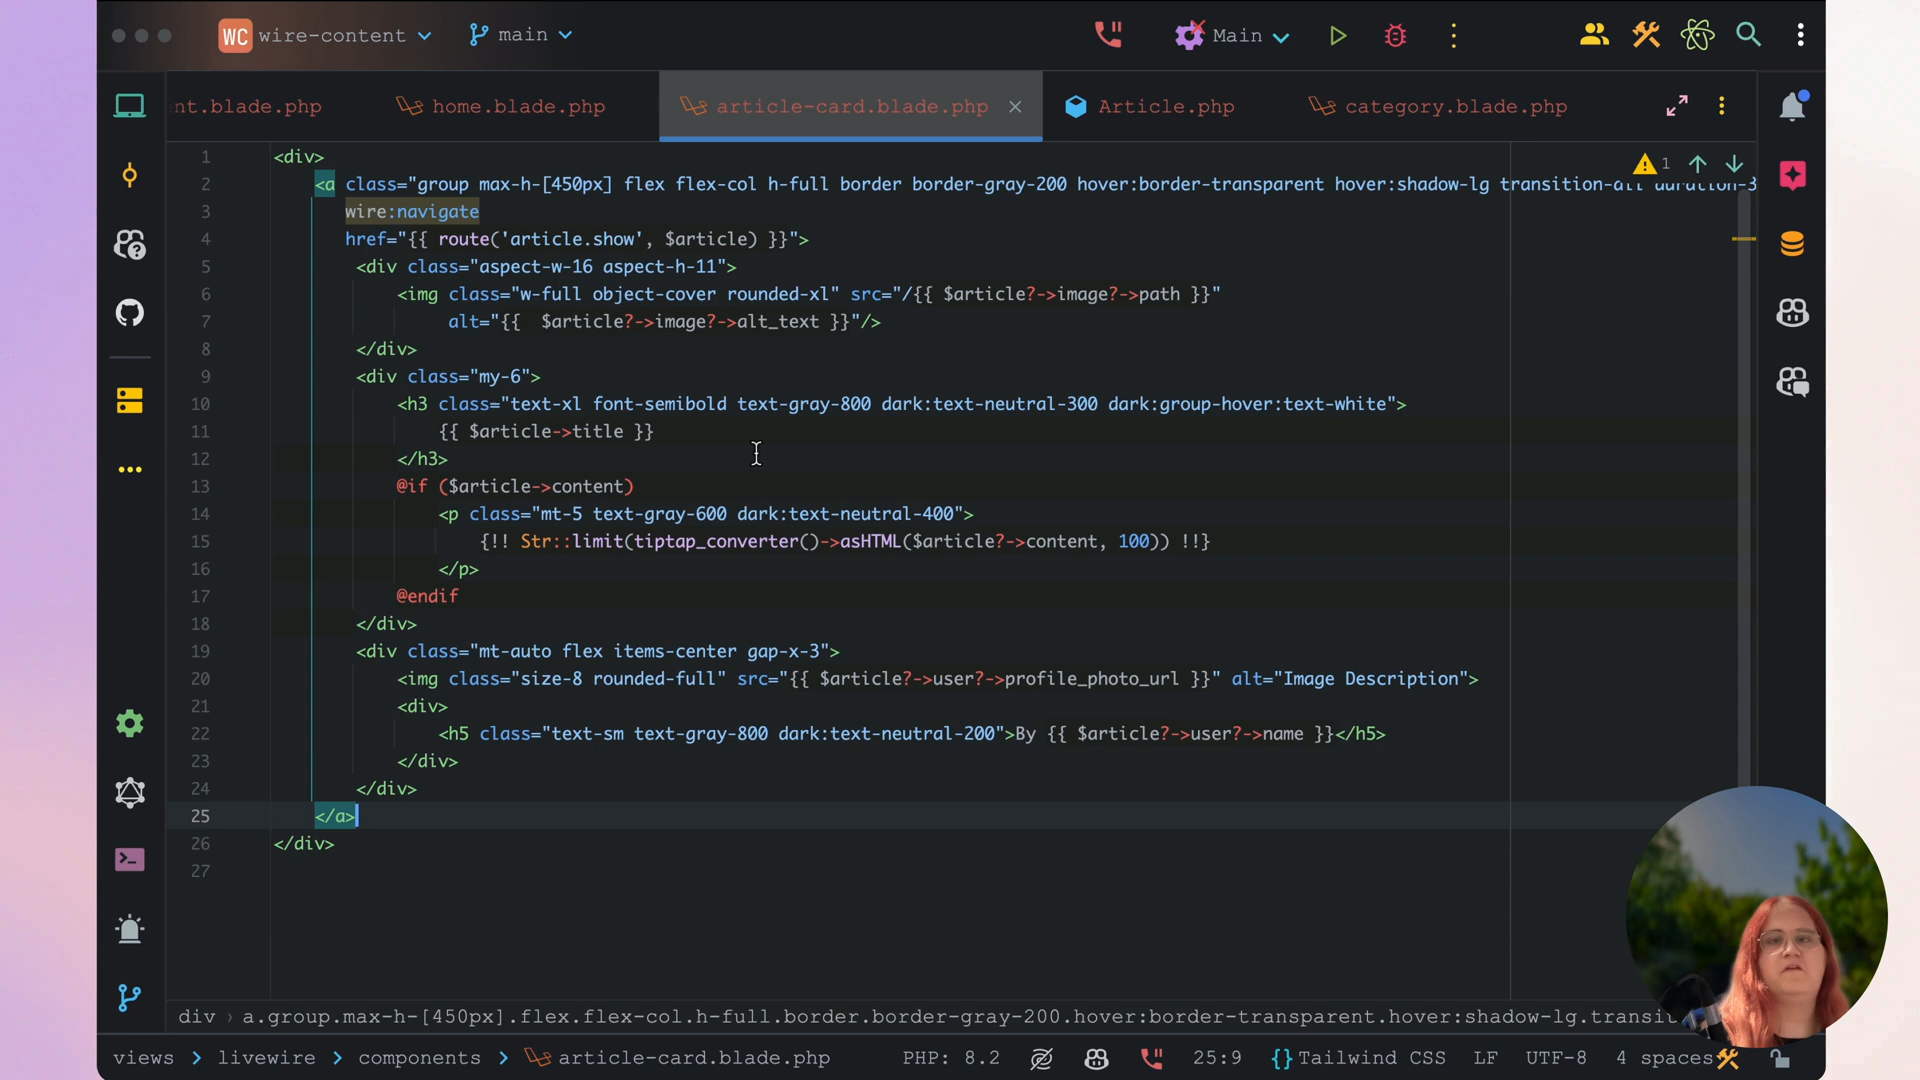 WC wire-content main Main
nt.blade.php home.blade.php article-card.blade.php Article.php category.blade.php
1 <div>
2 <a class="group max-h-[450px] flex flex-col h-full border border-gray-200 hover:border-transparent hover:shadow-lg transition-all duration-3
1
3 wire:navigate
4 href="{{ route('article.show', $article) }}">
5 <div class="aspect-w-16 aspect-h-11">
6 <img class="w-full object-cover rounded-xl" src="/{{ $article?->image?->path }}"
7 alt="{{  $article?->image?->alt_text }}"/>
8 </div>
9 <div class="my-6">
10 <h3 class="text-xl font-semibold text-gray-800 dark:text-neutral-300 dark:group-hover:text-white">
11 {{ $article->title }}
12 </h3>
13 @if ($article->content)
14 <p class="mt-5 text-gray-600 dark:text-neutral-400">
15 {!! Str::limit(tiptap_converter()->asHTML($article?->content, 100)) !!}
16 </p>
17 @endif
18 </div>
19 <div class="mt-auto flex items-center gap-x-3">
20 <img class="size-8 rounded-full" src="{{ $article?->user?->profile_photo_url }}" alt="Image Description">
21 <div>
22 <h5 class="text-sm text-gray-800 dark:text-neutral-200">By {{ $article?->user?->name }}</h5>
23 </div>
24 </div>
25 </a>
26 </div>
27
div › a.group.max-h-[450px].flex.flex-col.h-full.border.border-gray-200.hover:border-transparent.hover:shadow-lg.transit
views > livewire > components > article-card.blade.php PHP: 8.2 25:9 {} Tailwind CSS LF UTF-8 4 spaces